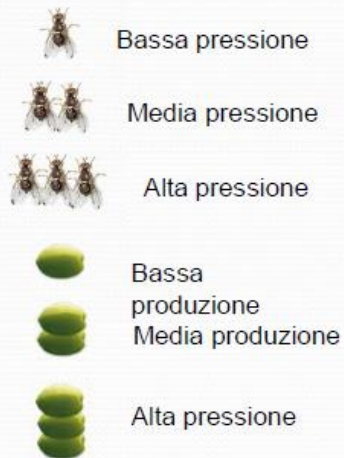 Bassa pressione
Media pressione
Alta pressione
Bassa
produzione
Media produzione
Alta pressione